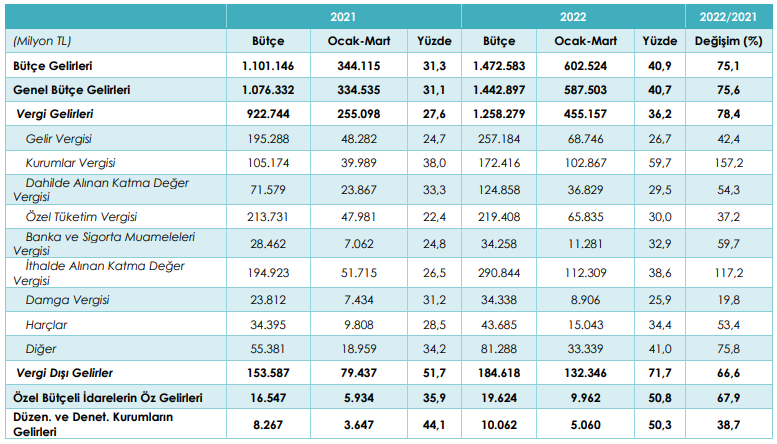 2021 2022 2022/2021
(Milyon TL) Bütçe Ocak-Mart Yüzde Bütçe Ocak-Mart Yüzde Değişim (%)
Bütçe Gelirleri 1.101.146 344.115 31,3 1.472.583 602.524 40,9 75,1
Genel Bütçe Gelirleri 1.076.332 334.535 31,1 1.442.897 587.503 40,7 75,6
Vergi Gelirleri 922.744 255.098 27,6 1.258.279 455.157 36,2 78,4
Gelir Vergisi 195.288 48.282 24,7 257.184 68.746 26,7 42,4
Kurumlar Vergisi 105.174 39.989 38,0 172.416 102.867 59,7 157,2
Dahilde Alınan Katma Değer
Vergisi 71.579 23.867 33,3 124.858 36.829 29,5 54,3
Özel Tüketim Vergisi 213.731 47.981 22,4 219.408 65.835 30,0 37,2
Banka ve Sigorta Muameleleri
Vergisi 28.462 7.062 24,8 34.258 11.281 32,9 59,7
İthalde Alınan Katma Değer
Vergisi 194.923 51.715 26,5 290.844 112.309 38,6 117,2
Damga Vergisi 23.812 7.434 31,2 34.338 8.906 25,9 19,8
Harçlar 34.395 9.808 28,5 43.685 15.043 34,4 53,4
Diğer 55.381 18.959 34,2 81.288 33.339 41,0 75,8
Vergi Dışı Gelirler 153.587 79.437 51,7 184.618 132.346 71,7 66,6
Özel Bütçeli İdarelerin Öz Gelirleri 16.547 5.934 35,9 19.624 9.962 50,8 67,9
Düzen. ve Denet. Kurumların
Gelirleri 8.267 3.647 44,1 10.062 5.060 50,3 38,7